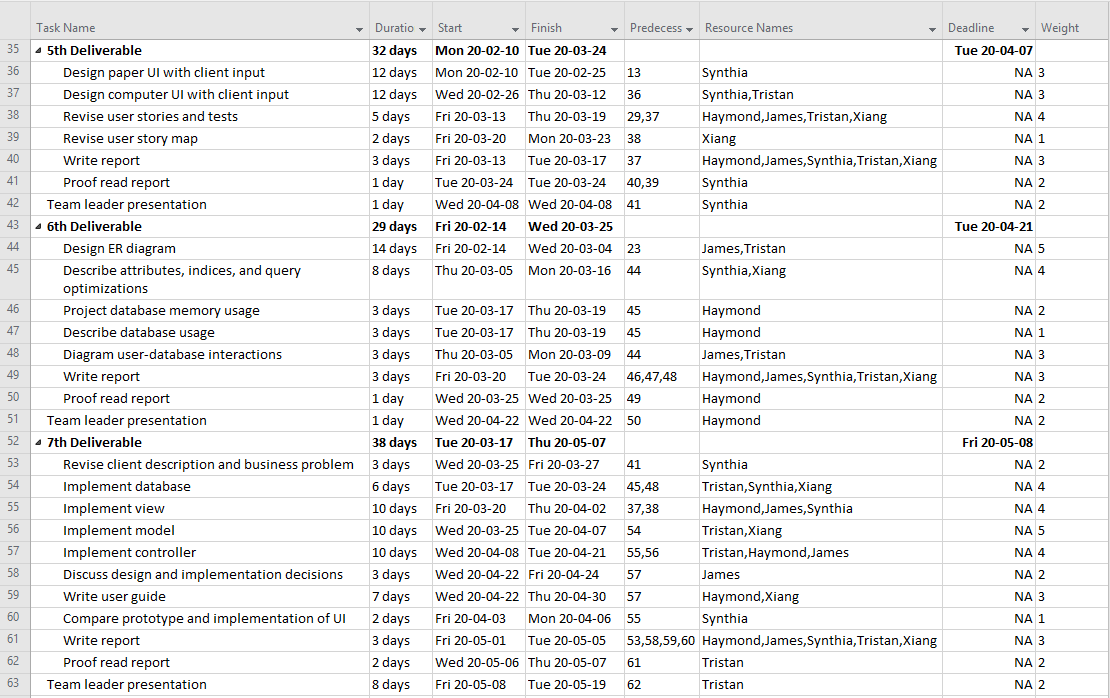 Task Name Duratio Start Finish Predecess Resource Names Deadline Weight
35 5th Deliverable 32 days Mon 20-02-10 Tue 20-03-24 Tue 20-04-07
36 Design paper UI with client input 12 days Mon 20-02-10 Tue 20-02-25 13 Synthia NA 3
37 Design computer UI with client input 12 days Wed 20-02-26 Thu 20-03-12 36 Synthia,Tristan NA 3
38 Revise user stories and tests 5 days Fri 20-03-13 Thu 20-03-19 29,37 Haymond,James,Tristan,Xiang NA 4
39 Revise user story map 2 days Fri 20-03-20 Mon 20-03-23 38 Xiang NA 1
40 Write report 3 days Fri 20-03-13 Tue 20-03-17 37 Haymond,James,Synthia,Tristan,Xiang NA 3
41 Proof read report 1 day Tue 20-03-24 Tue 20-03-24 40,39 Synthia NA 2
42 Team leader presentation 1 day Wed 20-04-08 Wed 20-04-08 41 Synthia NA 2
43 6th Deliverable 29 days Fri 20-02-14 Wed 20-03-25 Tue 20-04-21
44 Design ER diagram 14 days Fri 20-02-14 Wed 20-03-04 23 James,Tristan NA 5
45 Describe attributes, indices, and query 8 days Thu 20-03-05 Mon 20-03-16 44 Synthia,Xiang NA 4
optimizations
46 Project database memory usage 3 days Tue 20-03-17 Thu 20-03-19 45 Haymond NA 2
47 Describe database usage 3 days Tue 20-03-17 Thu 20-03-19 45 Haymond NA 1
48 Diagram user-database interactions 3 days Thu 20-03-05 Mon 20-03-09 44 James,Tristan NA 3
49 Write report 3 days Fri 20-03-20 Tue 20-03-24 46,47,48 Haymond,James,Synthia,Tristan,Xiang NA 3
50 Proof read report 1 day Wed 20-03-25 Wed 20-03-25 49 Haymond NA 2
51 Team leader presentation 1 day Wed 20-04-22 Wed 20-04-22 50 Haymond NA 2
52 7th Deliverable 38 days Tue 20-03-17 Thu 20-05-07 Fri 20-05-08
53 Revise client description and business problem 3 days Wed 20-03-25 Fri 20-03-27 41 Synthia NA 2
54 Implement database 6 days Tue 20-03-17 Tue 20-03-24 45,48 Tristan,Synthia,Xiang NA 4
55 Implement view 10 days Fri 20-03-20 Thu 20-04-02 37,38 Haymond,James,Synthia NA 4
56 Implement model 10 days Wed 20-03-25 Tue 20-04-07 54 Tristan,Xiang NA 5
57 Implement controller 10 days Wed 20-04-08 Tue 20-04-21 55,56 Tristan,Haymond,James NA 4
58 Discuss design and implementation decisions 3 days Wed 20-04-22 Fri 20-04-24 57 James NA 2
59 Write user guide 7 days Wed 20-04-22 Thu 20-04-30 57 Haymond,Xiang NA 3
60 Compare prototype and implementation of UI 2 days Fri 20-04-03 Mon 20-04-06 55 Synthia NA 1
61 Write report 3 days Fri 20-05-01 Tue 20-05-05 53,58,59,60 Haymond,James,Synthia,Tristan,Xiang NA 3
62 Proof read report 2 days Wed 20-05-06 Thu 20-05-07 61 Tristan NA 2
63 Team leader presentation 8 days Fri 20-05-08 Tue 20-05-19 62 Tristan NA 2